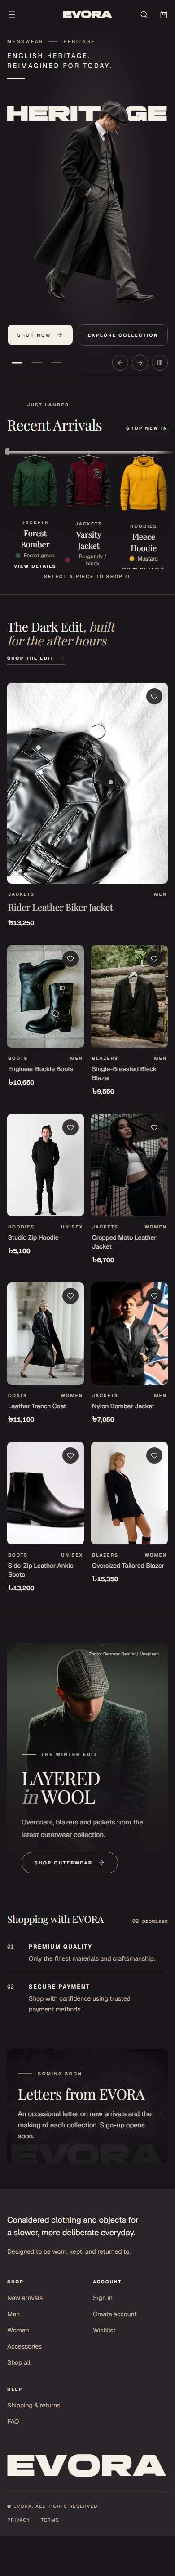 EVORA
MENSWEAR — HERITAGE
ENGLISH HERITAGE.
REIMAGINED FOR TODAY.
HERITAGE
SHOP NOW →
EXPLORE COLLECTION
JUST LANDED
Recent Arrivals
SHOP NEW IN
JACKETS
Forest
Bomber
Forest green
VIEW DETAILS
JACKETS
Varsity
Jacket
Burgundy /
black
HOODIES
Fleece
Hoodie
Mustard
VIEW DETAILS
SELECT A PIECE TO SHOP IT
The Dark Edit, built
for the after hours
SHOP THE EDIT →
JACKETS MEN
Rider Leather Biker Jacket
৳13,250
BOOTS MEN
Engineer Buckle Boots
৳10,650
BLAZERS MEN
Single-Breasted Black
Blazer
৳9,550
HOODIES UNISEX
Studio Zip Hoodie
৳5,100
JACKETS WOMEN
Cropped Moto Leather
Jacket
৳6,700
COATS WOMEN
Leather Trench Coat
৳11,100
JACKETS MEN
Nylon Bomber Jacket
৳7,050
BOOTS UNISEX
Side-Zip Leather Ankle
Boots
৳13,200
BLAZERS WOMEN
Oversized Tailored Blazer
৳15,350
Photo: Behrooz Rahimi / Unsplash
THE WINTER EDIT
LAYERED
in WOOL
Overcoats, blazers and jackets from the
latest outerwear collection.
SHOP OUTERWEAR →
Shopping with EVORA
02 promises
01 PREMIUM QUALITY
Only the finest materials and craftsmanship.
02 SECURE PAYMENT
Shop with confidence using trusted
payment methods.
COMING SOON
Letters from EVORA
An occasional letter on new arrivals and the
making of each collection. Sign-up opens
soon.
EVORA
Considered clothing and objects for
a slower, more deliberate everyday.
Designed to be worn, kept, and returned to.
SHOP
New arrivals
Men
Women
Accessories
Shop all
ACCOUNT
Sign in
Create account
Wishlist
HELP
Shipping & returns
FAQ
EVORA
© EVORA. ALL RIGHTS RESERVED.
PRIVACY TERMS